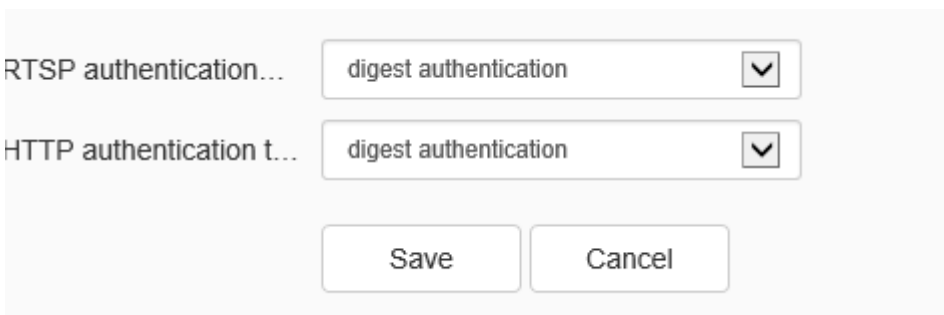 RTSP authentication... digest authentication
HTTP authentication t... digest authentication
Save Cancel